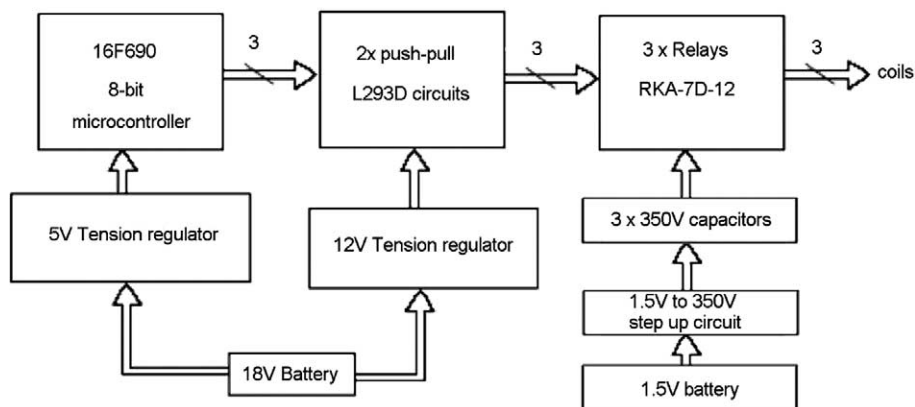 16F690
8-bit
microcontroller
3
2x push-pull
L293D circuits
3
3 x Relays
RKA-7D-12
3
coils
5V Tension regulator
12V Tension regulator
3 x 350V capacitors
1.5V to 350V
step up circuit
18V Battery
1.5V battery